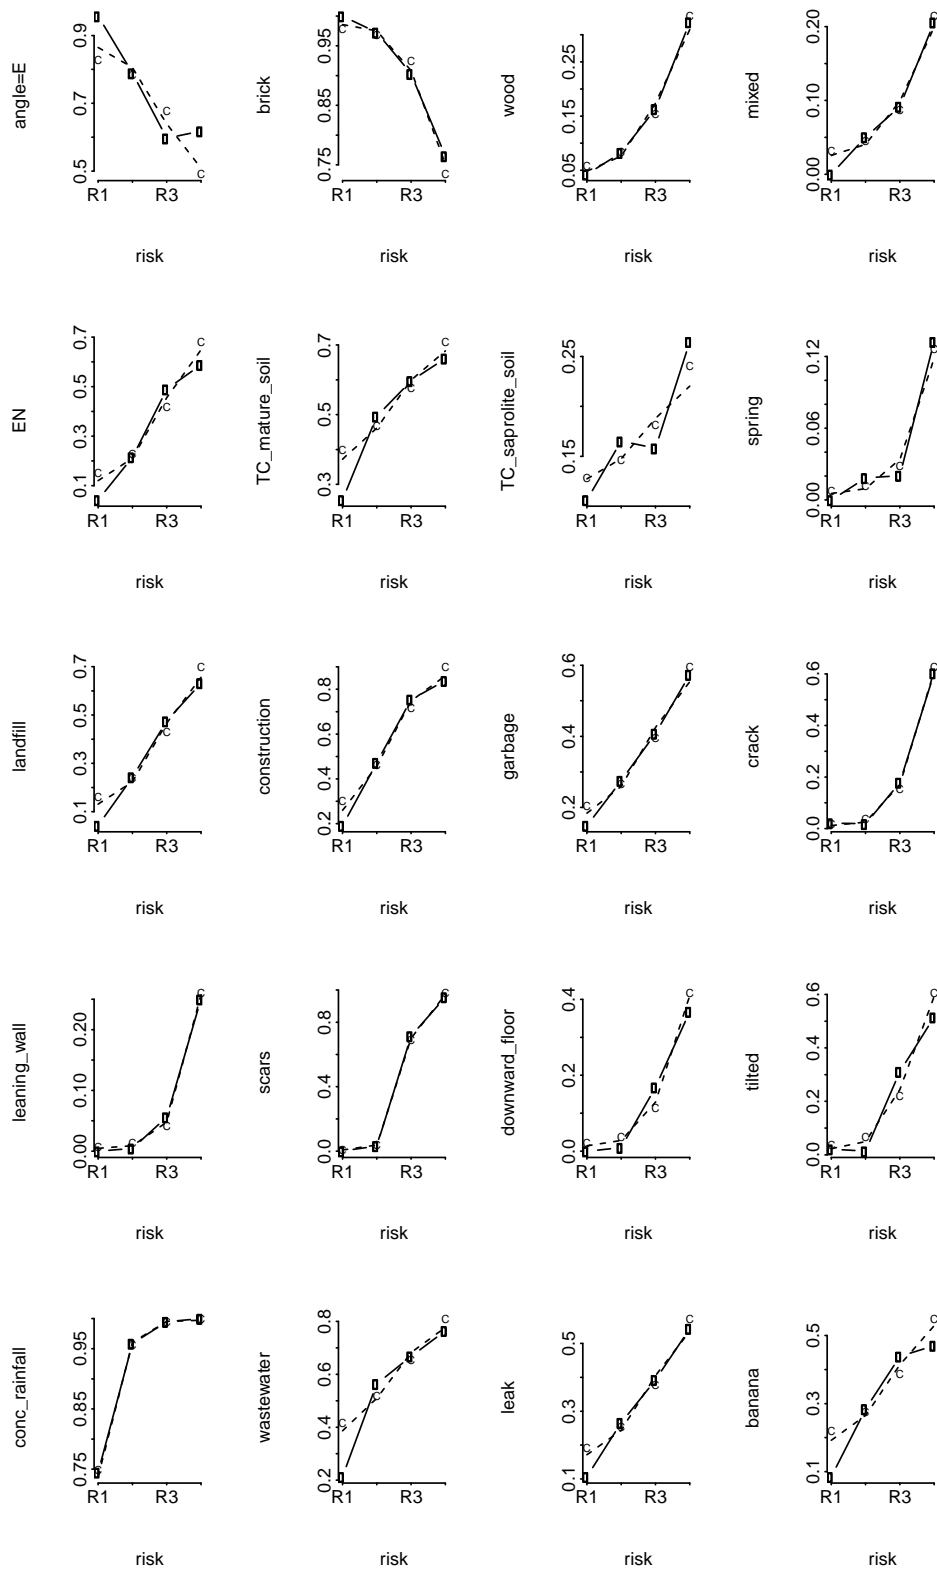 angle=E
0.5 0.7 0.9
R1 R3
risk
brick
0.75 0.85 0.95
wood
0.05 0.15 0.25
R1 R3
risk
mixed
0.00 0.10 0.20
R1 R3
risk
EN
0.1 0.3 0.5 0.7
R1 R3
risk
TC_mature_soil
0.3 0.5 0.7
risk
TC_saprolite_soil
0.15 0.25
R1 R3
risk
spring
0.00 0.06 0.12
R1 R3
risk
landfill
0.1 0.3 0.5 0.7
R1 R3
risk
construction
0.2 0.4 0.6 0.8
R1 R3
risk
garbage
0.2 0.4 0.6
R1 R3
risk
crack
0.0 0.2 0.4 0.6
R1 R3
risk
leaning_wall
0.00 0.10 0.20
R1 R3
risk
scars
0.0 0.4 0.8
R1 R3
risk
downward_floor
0.0 0.2 0.4
R1 R3
risk
tilted
0.0 0.2 0.4 0.6
R1 R3
risk
conc_rainfall
0.75 0.85 0.95
R1 R3
risk
wastewater
0.2 0.4 0.6 0.8
R1 R3
risk
leak
0.1 0.3 0.5
R1 R3
risk
banana
0.1 0.3 0.5
R1 R3
risk